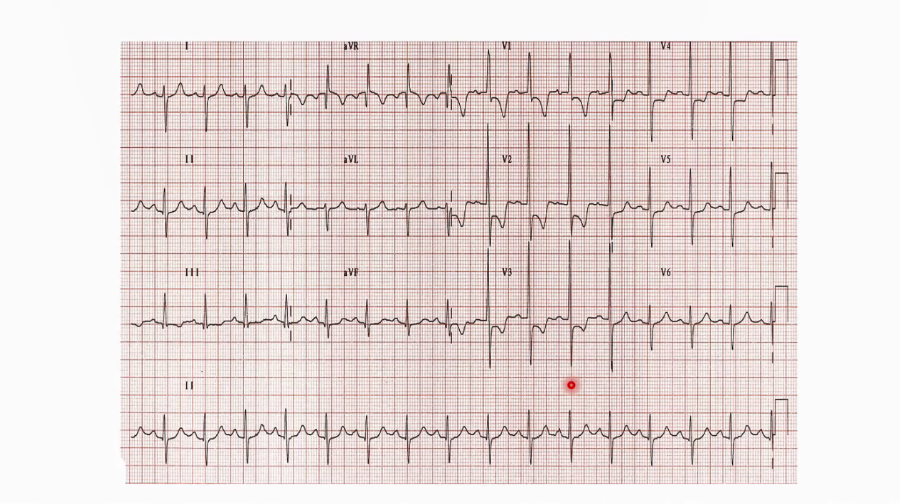 I aVR V1 V4
II aVL V2 V5
III aVF V3 V6
II